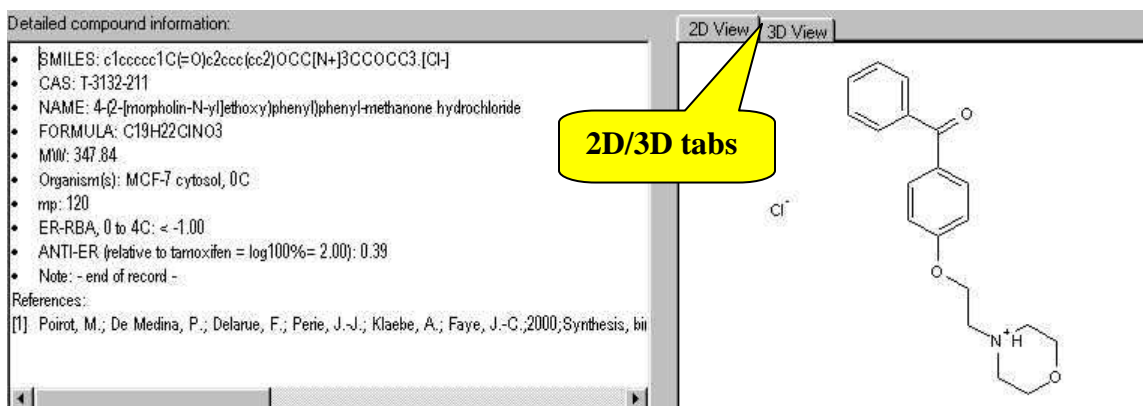 Detailed compound information:
• SMILES: c1ccccc1C(=O)c2ccc(cc2)OCC[N+]3CCOCC3.[Cl-]
• CAS: T-3132-211
• NAME: 4-(2-[morpholin-N-yl]ethoxy)phenyl)phenyl-methanone hydrochloride
• FORMULA: C19H22ClNO3
• MW: 347.84
• Organism(s): MCF-7 cytosol, 0C
• mp: 120
• ER-RBA, 0 to 4C: < -1.00
• ANTI-ER (relative to tamoxifen = log100%= 2.00): 0.39
• Note: - end of record -
References:
[1] Poirot, M.; De Medina, P.; Delarue, F.; Perie, J.-J.; Klaebe, A.; Faye, J.-C.;2000;Synthesis, bin
2D View 3D View
2D/3D tabs
O
Cl-
O
N+H
O